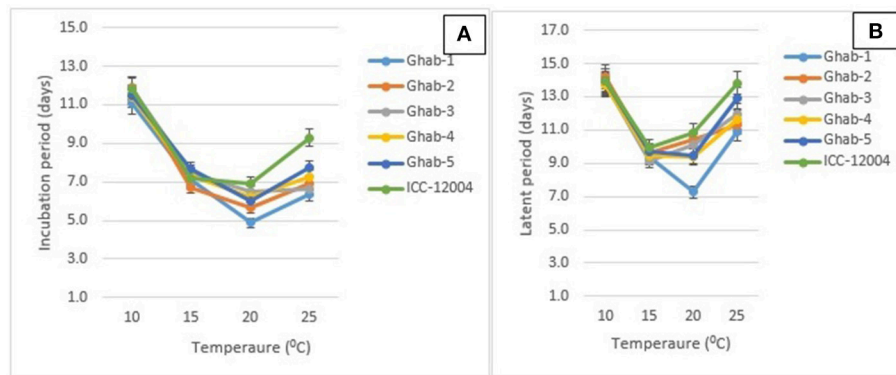 A
15.0
13.0
11.0
9.0
7.0
5.0
3.0
1.0
Incubation period (days)
10 15 20 25
Temperaure (⁰C)
Ghab-1
Ghab-2
Ghab-3
Ghab-4
Ghab-5
ICC-12004
B
17.0
15.0
13.0
11.0
9.0
7.0
5.0
3.0
1.0
Latent period (days)
10 15 20 25
Temperaure (⁰C)
Ghab-1
Ghab-2
Ghab-3
Ghab-4
Ghab-5
ICC-12004